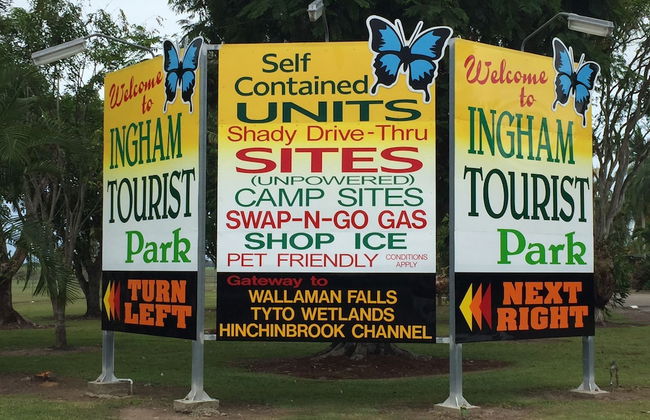 Welcome
to
INGHAM
TOURIST
Park
TURN
LEFT
Self
Contained
UNITS
Shady Drive-Thru
SITES
(UNPOWERED)
CAMP SITES
SWAP-N-GO GAS
SHOP ICE
PET FRIENDLY CONDITIONS APPLY
Gateway to
WALLAMAN FALLS
TYTO WETLANDS
HINCHINBROOK CHANNEL
Welcome
to
INGHAM
TOURIST
Park
NEXT
RIGHT